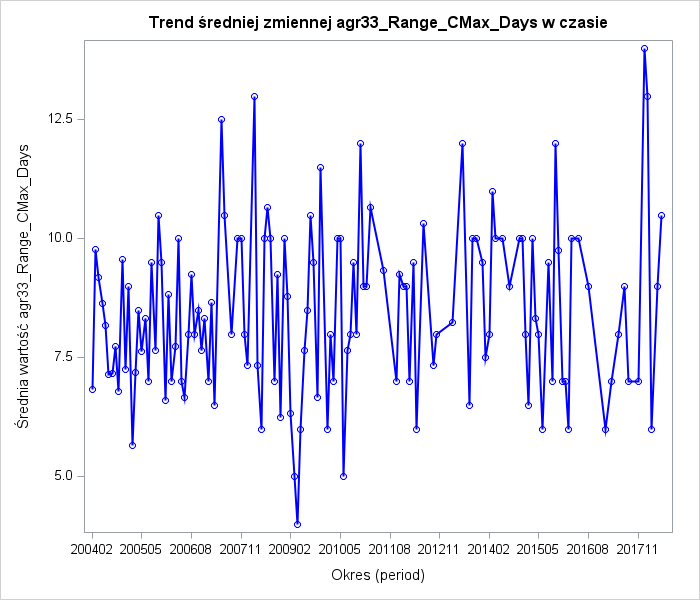 Trend średniej zmiennej agr33_Range_CMax_Days w czasie
Średnia wartość agr33_Range_CMax_Days
12.5
10.0
7.5
5.0
200402 200505 200608 200711 200902 201005 201108 201211 201402 201505 201608 201711
Okres (period)